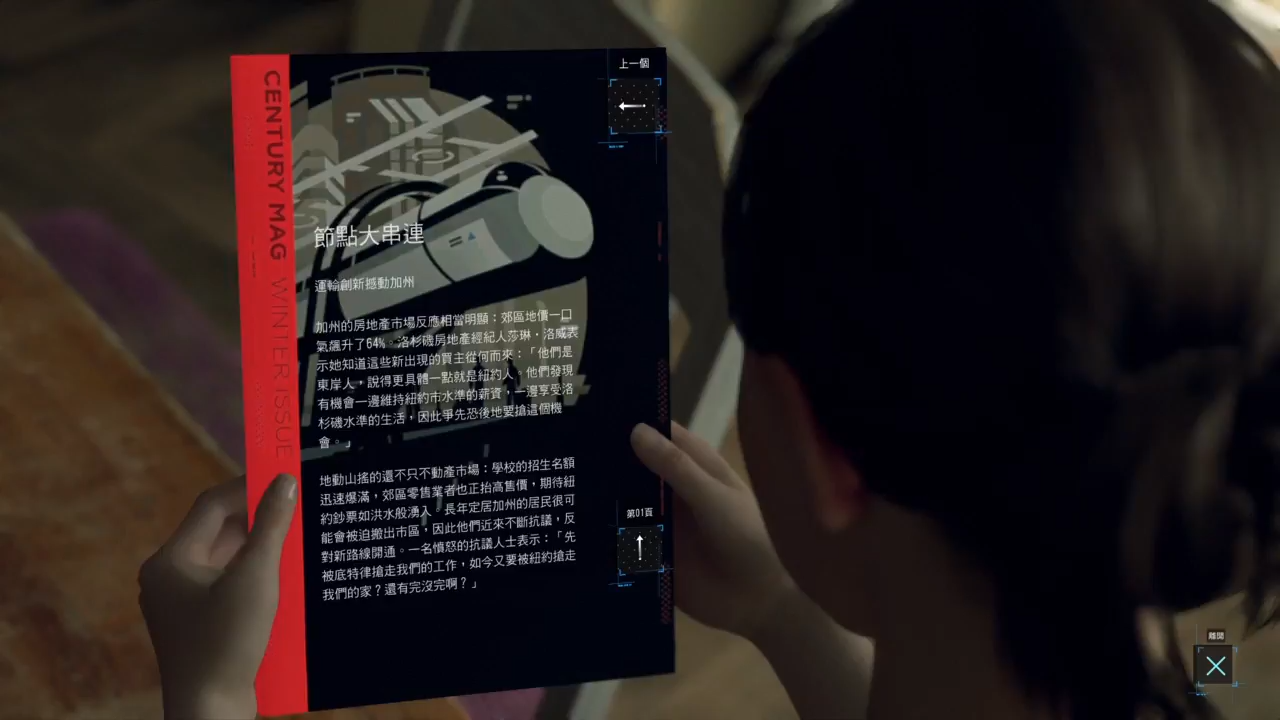 CENTURY MAG WINTER ISSUE
上一個
節點大串連
運輸創新撼動加州
加州的房地產市場反應相當明顯：郊區地價一口
氣飆升了64%。洛杉磯房地產經紀人莎琳·洛威表
示她知道這些新出現的買主從何而來：「他們是
東岸人，說得更具體一點就是紐約人。他們發現
有機會一邊維持紐約市水準的薪資，一邊享受洛
杉磯水準的生活，因此爭先恐後地要搶這個機
會。」
地動山搖的還不只不動產市場：學校的招生名額
迅速爆滿，郊區零售業者也正抬高售價，期待紐
約鈔票如洪水般湧入。長年定居加州的居民很可
能會被迫搬出市區，因此他們近來不斷抗議，反
對新路線開通。一名憤怒的抗議人士表示：「先
被底特律搶走我們的工作，如今又要被紐約搶走
我們的家？還有完沒完啊？」
第01頁
離開